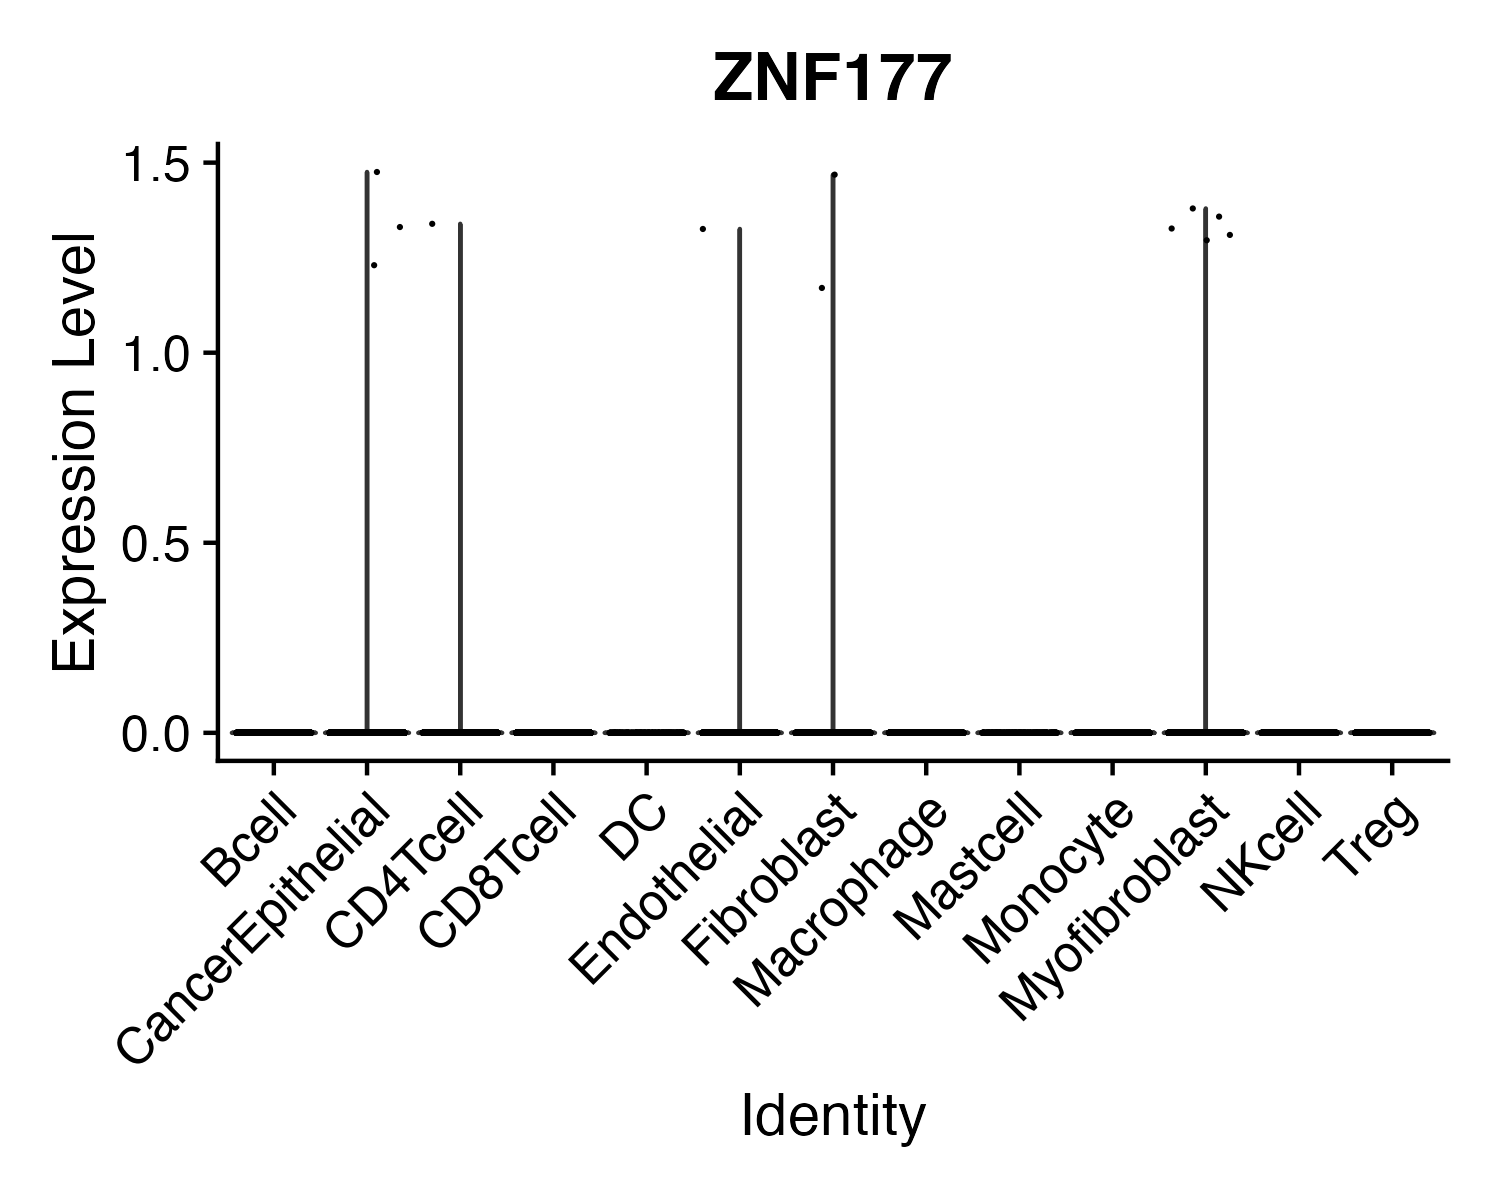 ZNF177
Expression Level
1.5
1.0
0.5
0.0
Bcell
CancerEpithelial
CD4Tcell
CD8Tcell
DC
Endothelial
Fibroblast
Macrophage
Mastcell
Monocyte
Myofibroblast
NKcell
Treg
Identity